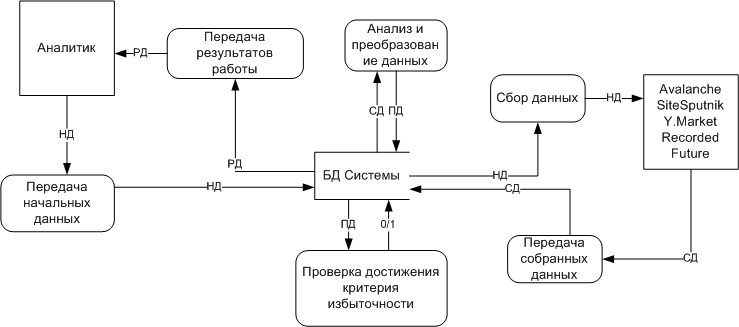 Аналитик
РД
Передача
результатов
работы
Анализ и
преобразован
ие данных
Сбор данных
НД
Avalanche
SiteSputnik
Y.Market
Recorded
Future
НД
СД
ПД
РД
БД Системы
НД
СД
Передача
начальных
данных
НД
ПД
0/1
Передача
собранных
данных
СД
Проверка достижения
критерия
избыточности